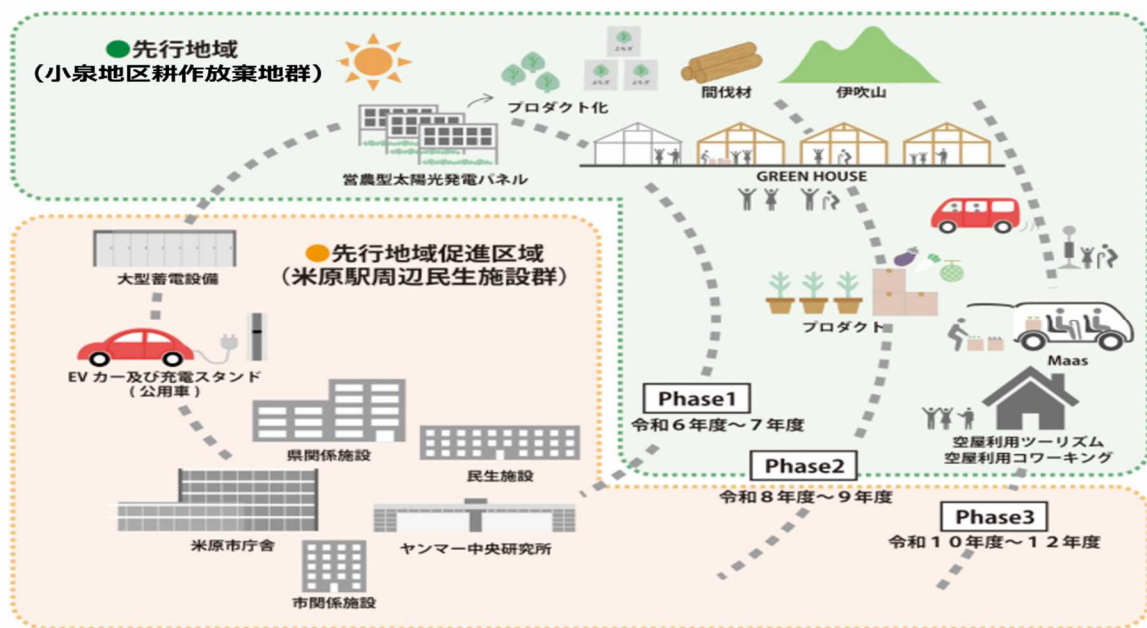 ●先行地域
（小泉地区耕作放棄地群）
プロダクト化
間伐材
伊吹山
営農型太陽光発電パネル
GREEN HOUSE
●先行地域促進区域
（米原駅周辺民生施設群）
大型蓄電設備
EVカー及び充電スタンド
(公用車)
県関係施設
民生施設
米原市庁舎
ヤンマー中央研究所
市関係施設
プロダクト
Maas
空屋利用ツーリズム
空屋利用コワーキング
Phase1
令和６年度～７年度
Phase2
令和８年度～９年度
Phase3
令和１０年度～１２年度